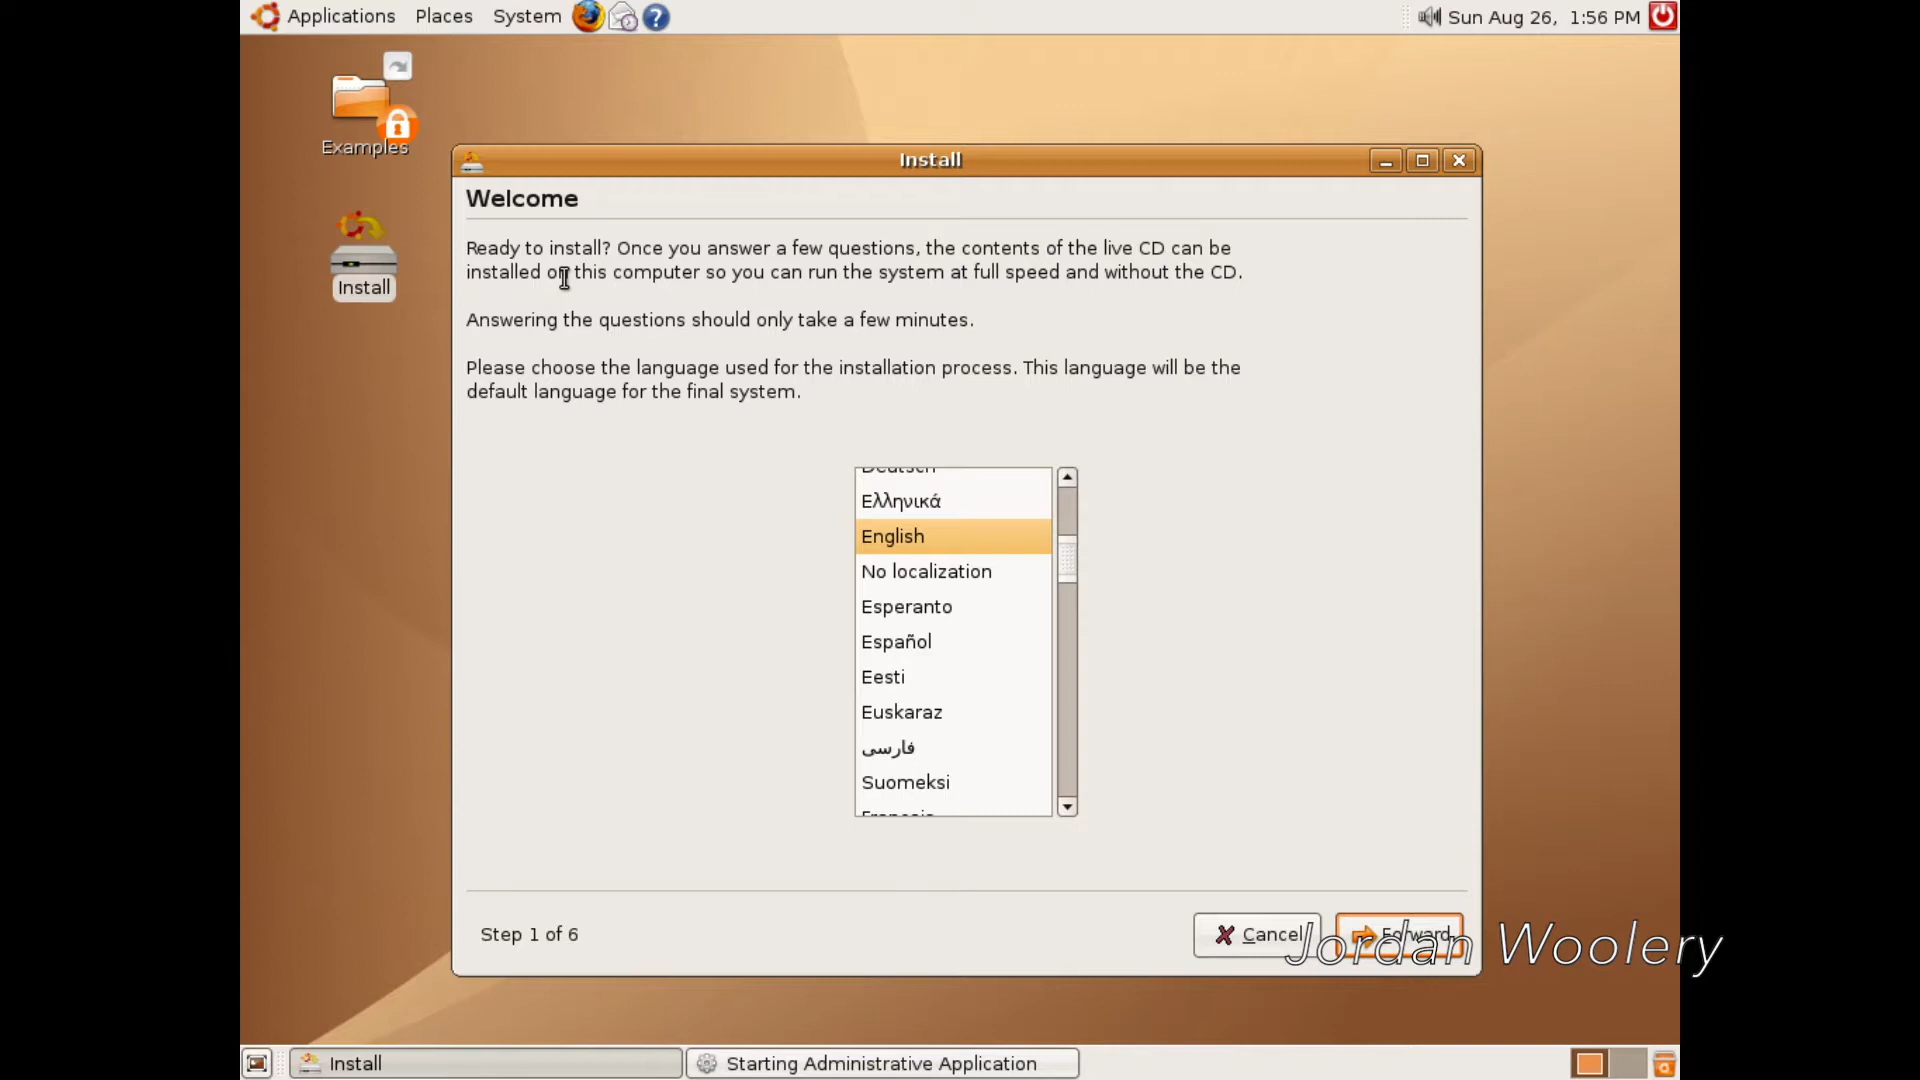 Applications Places System
Sun Aug 26, 1:56 PM
Examples
Install
Install
Welcome
Ready to install? Once you answer a few questions, the contents of the live CD can be
installed on this computer so you can run the system at full speed and without the CD.
Answering the questions should only take a few minutes.
Please choose the language used for the installation process. This language will be the
default language for the final system.
Deutsch
Ελληνικά
English
No localization
Esperanto
Español
Eesti
Euskaraz
فارسی
Suomeksi
Français
Step 1 of 6
Cancel
Forward
Jordan Woolery
Install
Starting Administrative Application